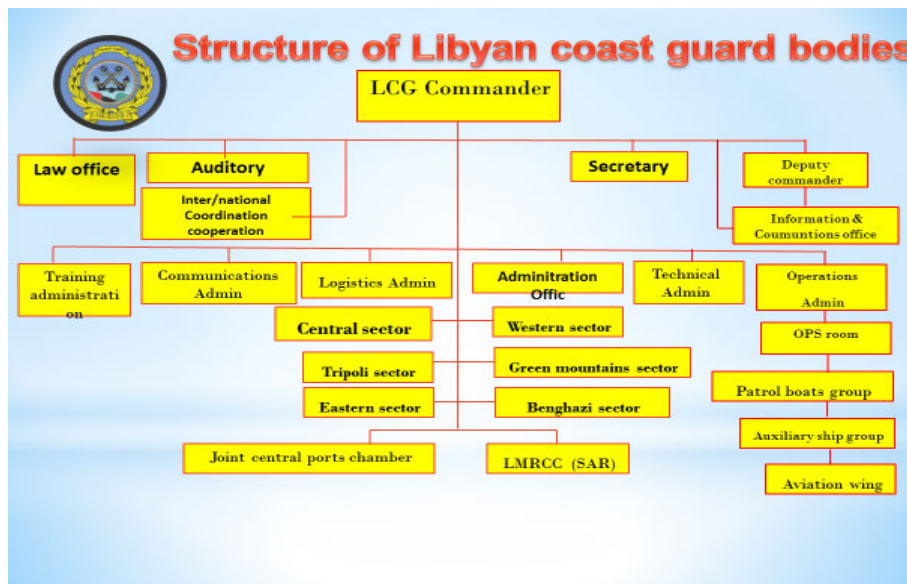 Structure of Libyan coast guard bodies
LCG Commander
Law office
Auditory
Secretary
Deputy
commander
Inter/national
Coordination
cooperation
Information &
Coumuntions office
Training
administrati
on
Communications
Admin
Logistics Admin
Adminitration
Offic
Technical
Admin
Operations
Admin
Central sector
Western sector
OPS room
Tripoli sector
Green mountains sector
Patrol boats group
Eastern sector
Benghazi sector
Auxiliary ship group
Joint central ports chamber
LMRCC (SAR)
Aviation wing